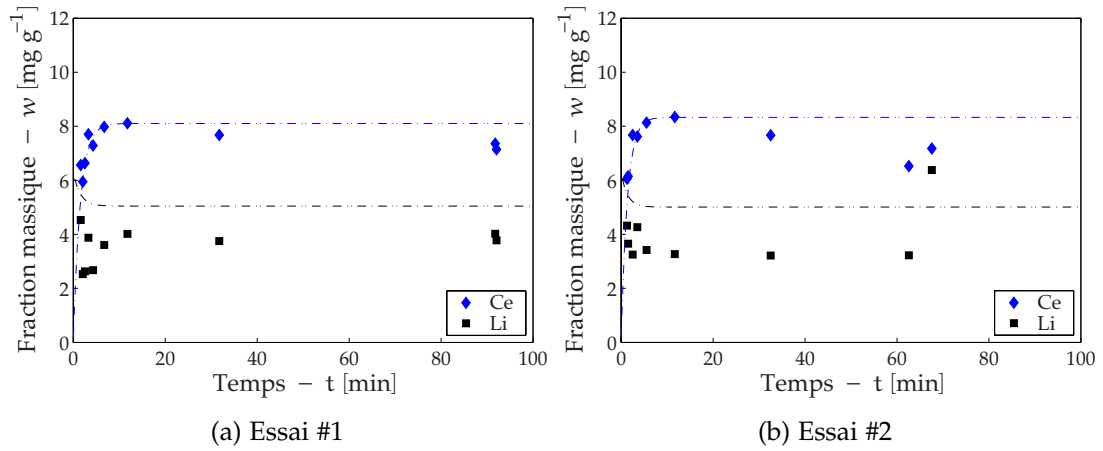 12
10
8
6
4
2
0
Fraction massique − w [mg g⁻¹]
0 20 40 60 80 100
Temps − t [min]
Ce
Li
(a) Essai #1
12
10
8
6
4
2
0
Fraction massique − w [mg g⁻¹]
0 20 40 60 80 100
Temps − t [min]
Ce
Li
(b) Essai #2